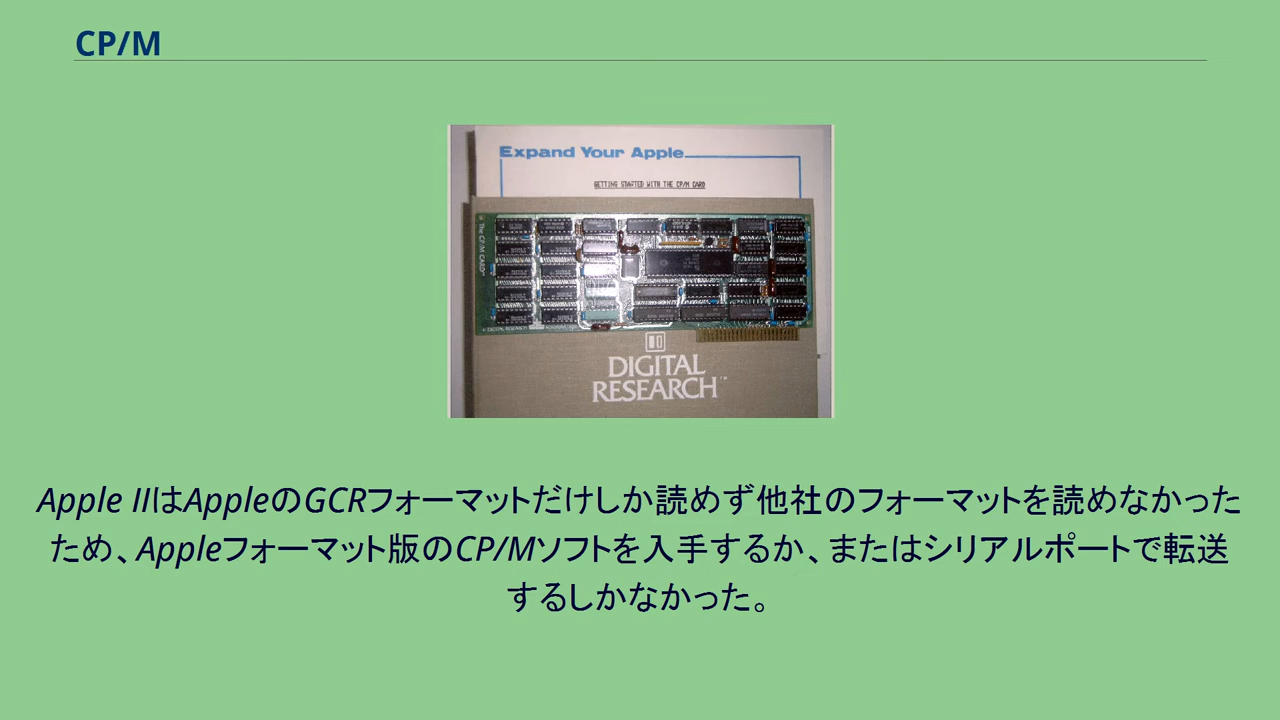 CP/M
Expand Your Apple
GETTING STARTED WITH THE CP/M CARD
The CP/M CARD
DIGITAL RESEARCH
DIGITAL
RESEARCH™
Apple IIはAppleのGCRフォーマットだけしか読めず他社のフォーマットを読めなかった
ため、Appleフォーマット版のCP/Mソフトを入手するか、またはシリアルポートで転送
するしかなかった。